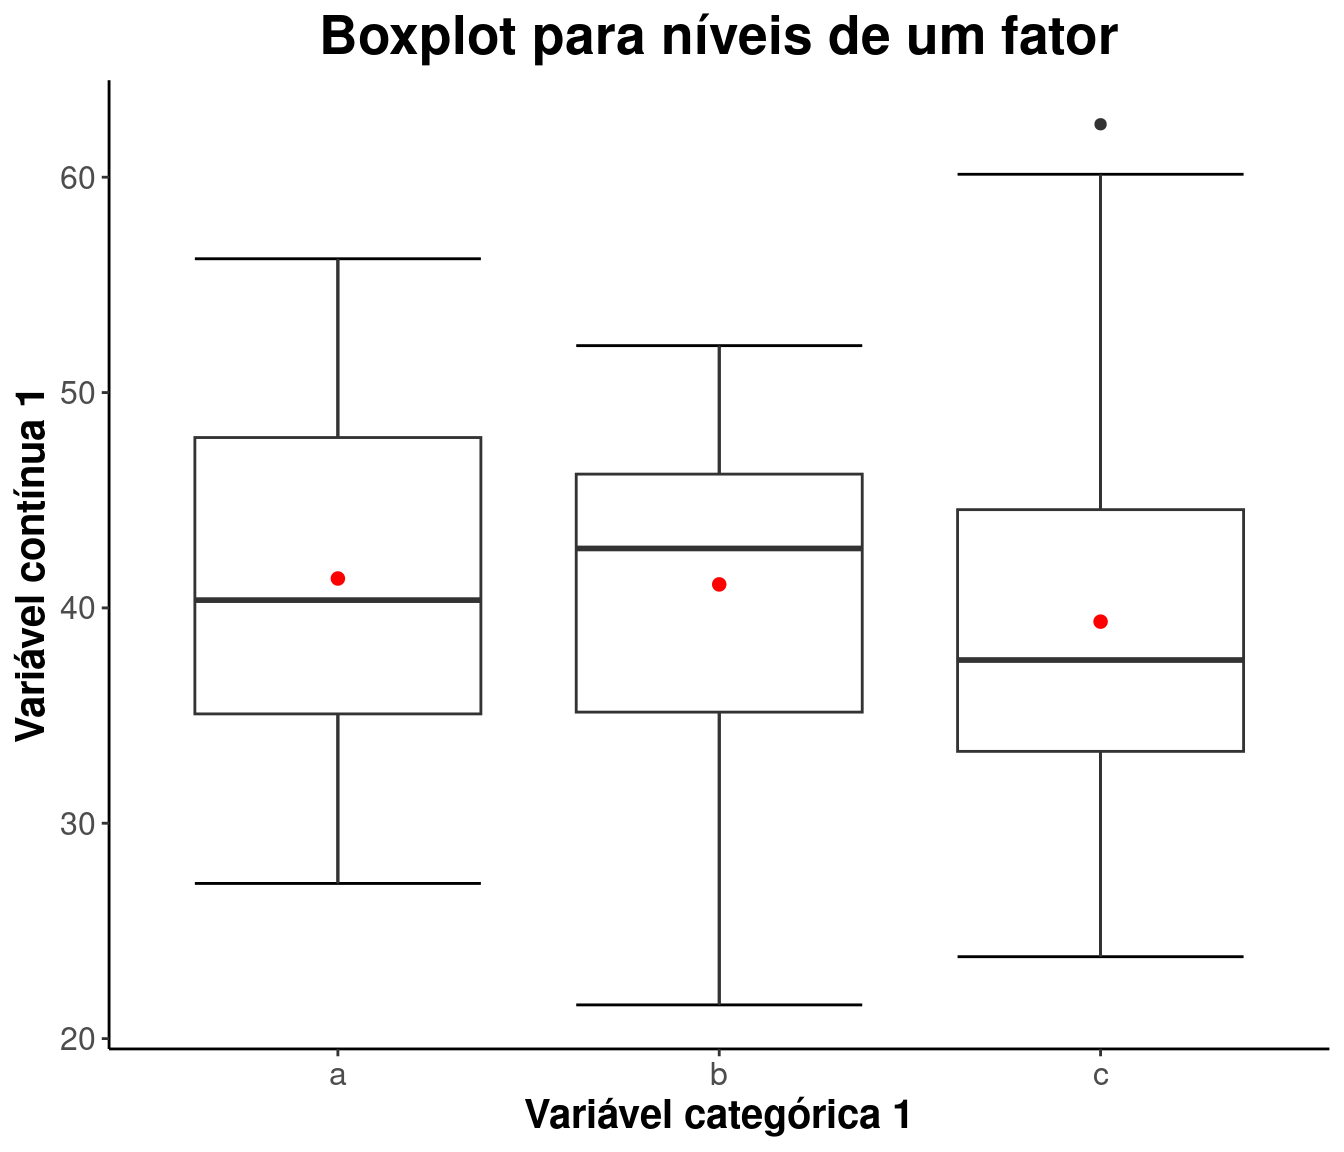 Boxplot para níveis de um fator
Variável contínua 1
60
50
40
30
20
a
b
c
Variável categórica 1